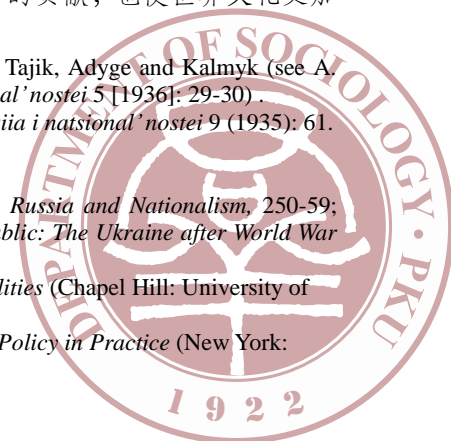 的贡献，也使世界文化更加
Tajik, Adyge and Kalmyk (see A.
al’nostei 5 [1936]: 29-30) .
iia i natsional’nostei 9 (1935): 61.
Russia and Nationalism, 250-59;
blic: The Ukraine after World War
lities (Chapel Hill: University of
Policy in Practice (New York:
DEPARTMENT OF SOCIOLOGY · PKU
1922